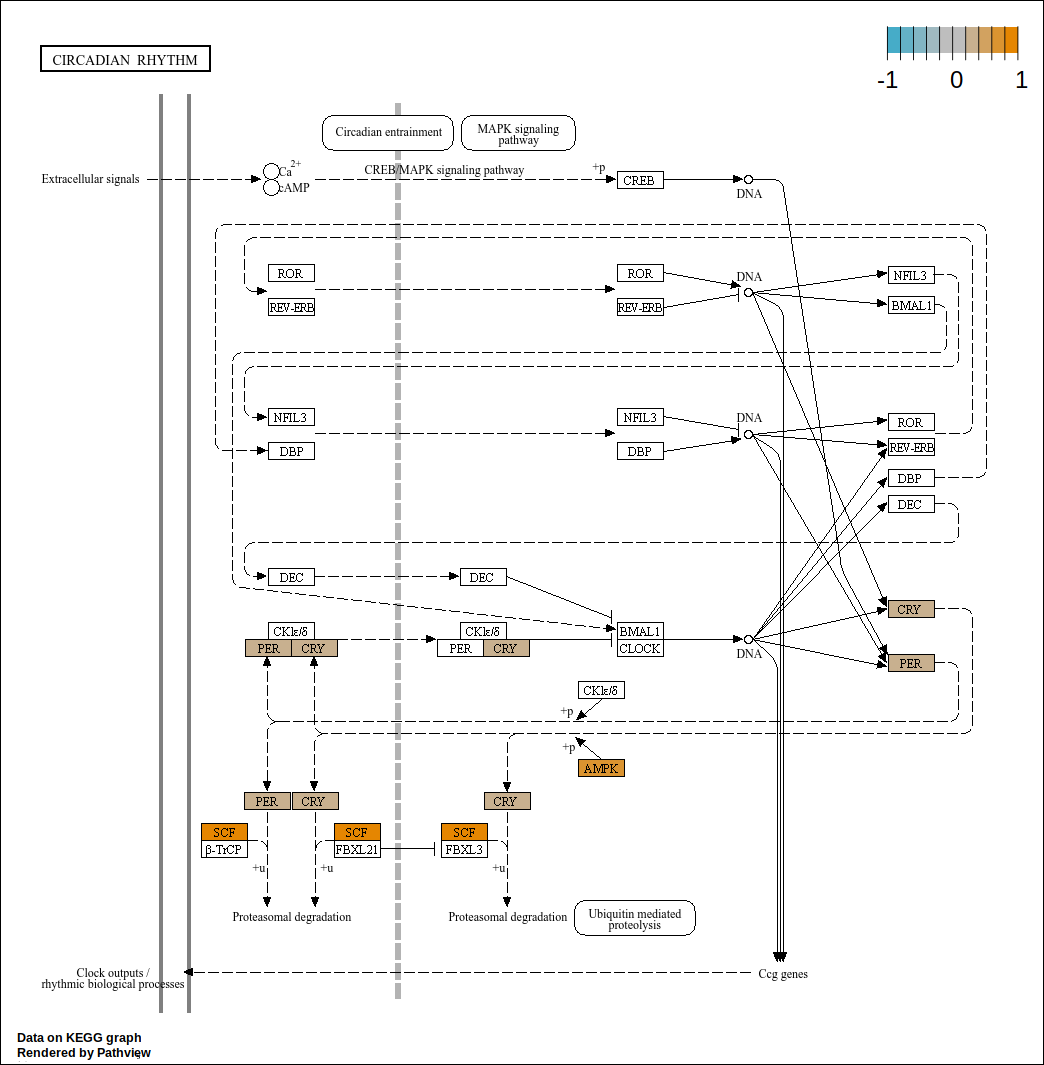 CIRCADIAN RHYTHM
-1 0 1
Circadian entrainment
MAPK signaling
pathway
Extracellular signals
Ca2+
cAMP
CREB/MAPK signaling pathway
+p
CREB
DNA
ROR
REV-ERB
ROR
REV-ERB
DNA
NFIL3
BMAL1
NFIL3
DBP
NFIL3
DBP
DNA
ROR
REV-ERB
DBP
DEC
DEC
DEC
CKIε/δ
PER CRY
CKIε/δ
PER CRY
BMAL1
CLOCK
DNA
CRY
PER
CKIε/δ
+p
+p
AMPK
PER CRY
CRY
SCF
β-TrCP
SCF
FBXL21
SCF
FBXL3
+u
+u
+u
Proteasomal degradation
Proteasomal degradation
Ubiquitin mediated
proteolysis
Clock outputs /
rhythmic biological processes
Ccg genes
Data on KEGG graph
Rendered by Pathview